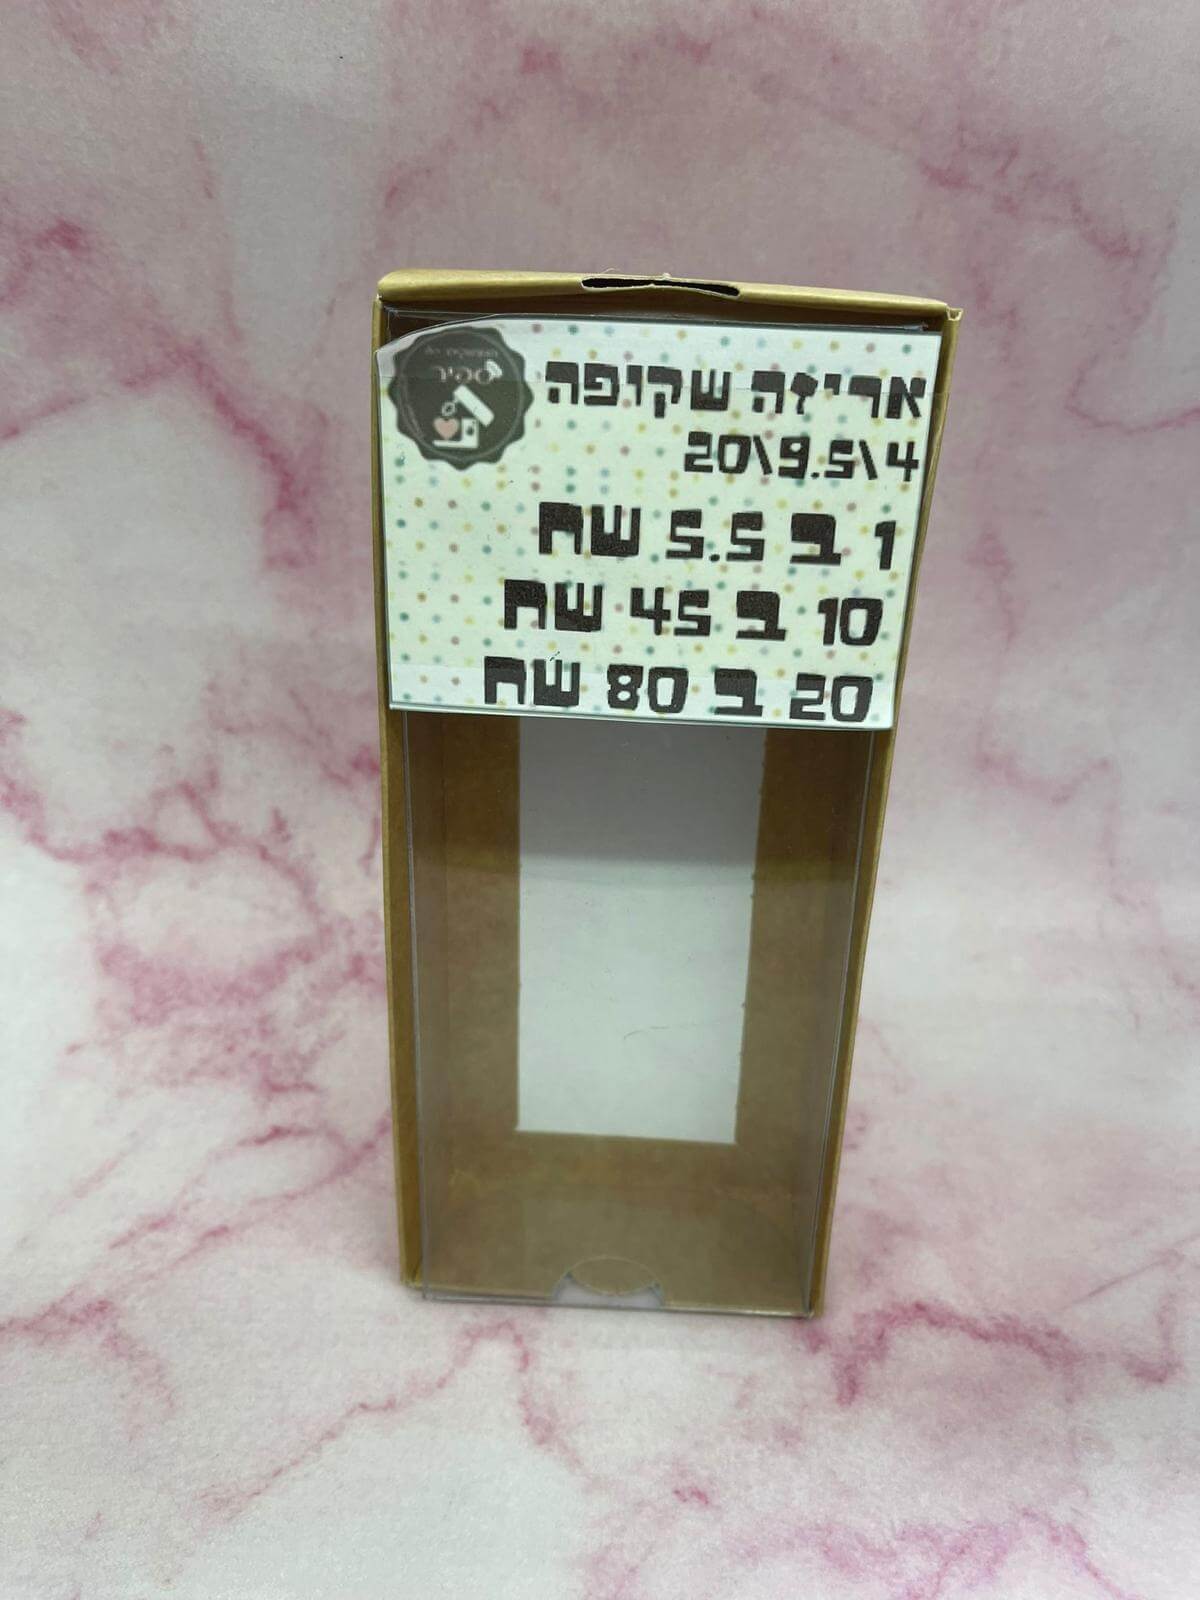 אריזה שקופה
20\9.5\4
1 ב 5.5 שח
10 ב 45 שח
20 ב 80 שח